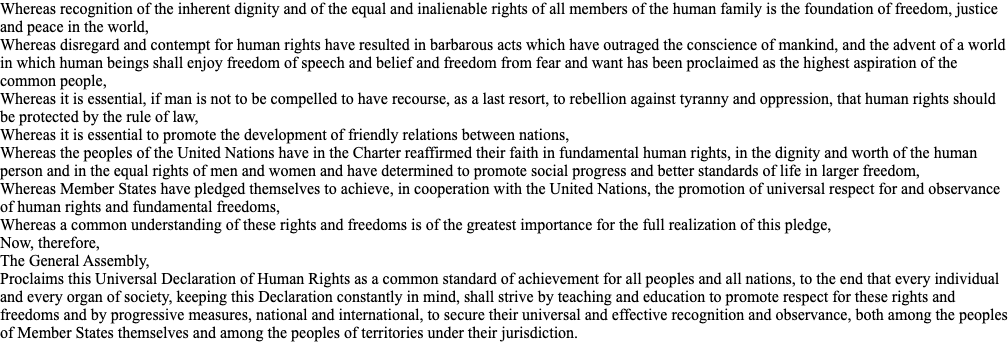 Whereas recognition of the inherent dignity and of the equal and inalienable rights of all members of the human family is the foundation of freedom, justice
and peace in the world,
Whereas disregard and contempt for human rights have resulted in barbarous acts which have outraged the conscience of mankind, and the advent of a world
in which human beings shall enjoy freedom of speech and belief and freedom from fear and want has been proclaimed as the highest aspiration of the
common people,
Whereas it is essential, if man is not to be compelled to have recourse, as a last resort, to rebellion against tyranny and oppression, that human rights should
be protected by the rule of law,
Whereas it is essential to promote the development of friendly relations between nations,
Whereas the peoples of the United Nations have in the Charter reaffirmed their faith in fundamental human rights, in the dignity and worth of the human
person and in the equal rights of men and women and have determined to promote social progress and better standards of life in larger freedom,
Whereas Member States have pledged themselves to achieve, in cooperation with the United Nations, the promotion of universal respect for and observance
of human rights and fundamental freedoms,
Whereas a common understanding of these rights and freedoms is of the greatest importance for the full realization of this pledge,
Now, therefore,
The General Assembly,
Proclaims this Universal Declaration of Human Rights as a common standard of achievement for all peoples and all nations, to the end that every individual
and every organ of society, keeping this Declaration constantly in mind, shall strive by teaching and education to promote respect for these rights and
freedoms and by progressive measures, national and international, to secure their universal and effective recognition and observance, both among the peoples
of Member States themselves and among the peoples of territories under their jurisdiction.